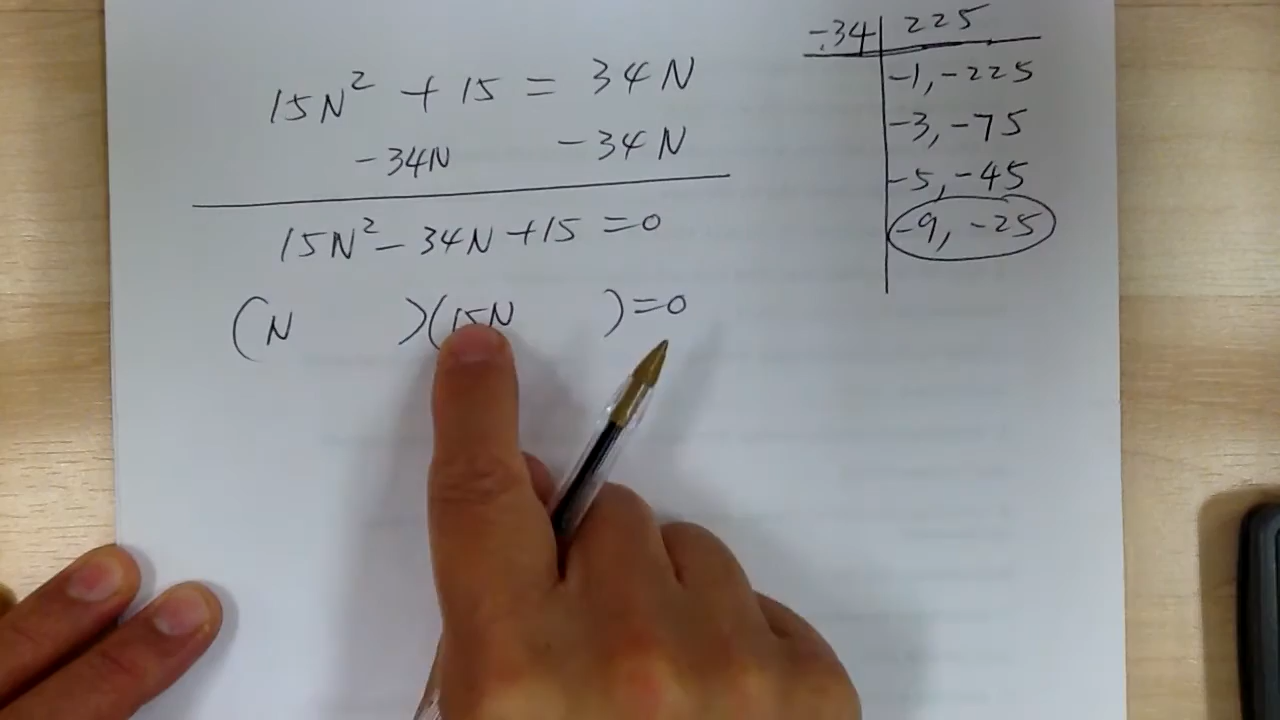 15N² + 15 = 34N
-34N -34N
15N² - 34N + 15 = 0
(N )(15N ) = 0
-34 | 225
-1, -225
-3, -75
-5, -45
-9, -25